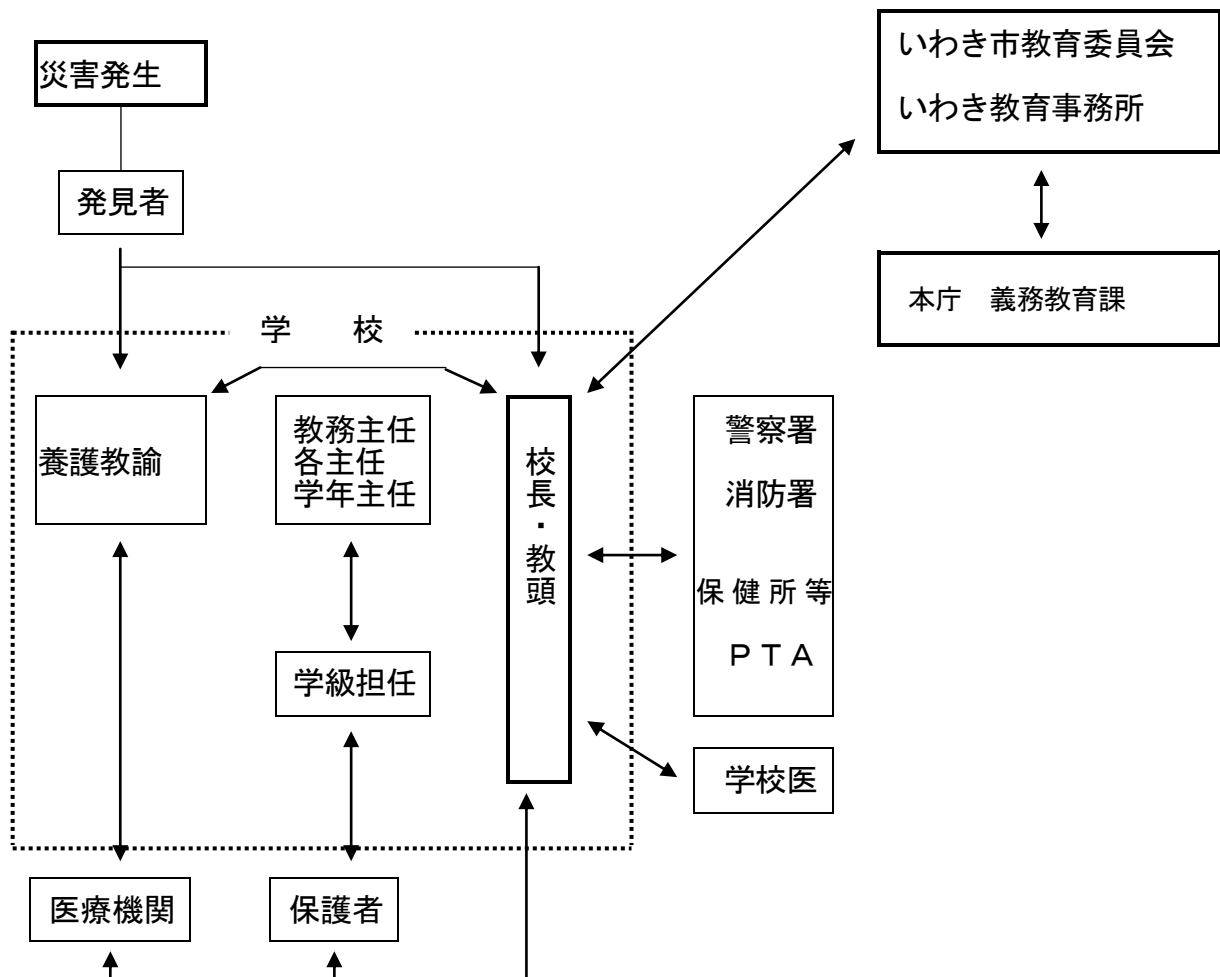 災害発生
いわき市教育委員会
いわき教育事務所
発見者
本庁　義務教育課
学　校
養護教諭
教務主任
各主任
学年主任
校長・教頭
警察署
消防署
保健所等
ＰＴＡ
学級担任
学校医
医療機関
保護者